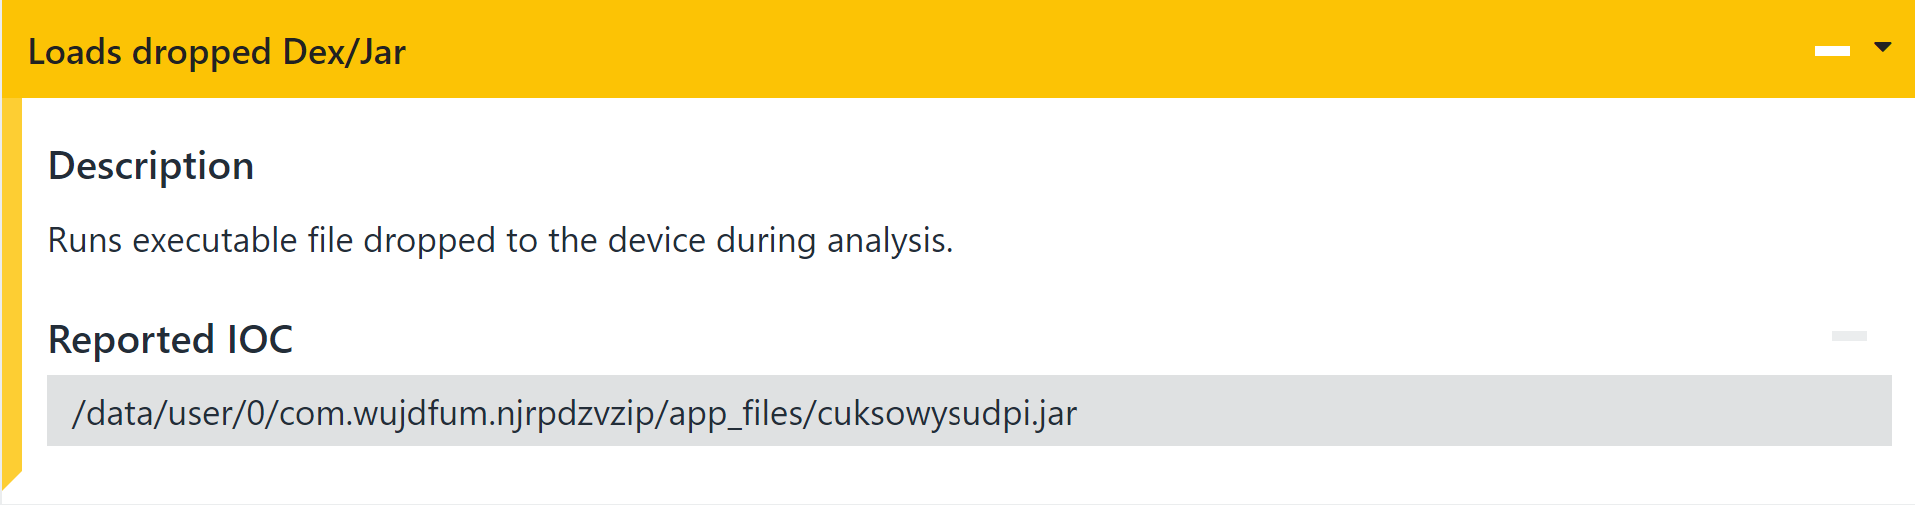 Loads dropped Dex/Jar
Description
Runs executable file dropped to the device during analysis.
Reported IOC
/data/user/0/com.wujdfum.njrpdzvzip/app_files/cuksowysudpi.jar